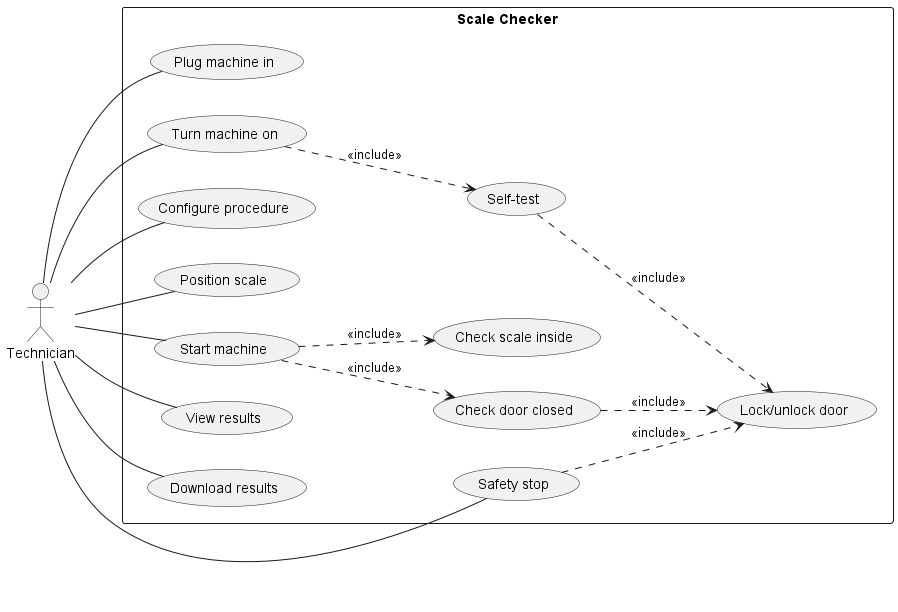 Scale Checker
Plug machine in
Turn machine on
«include»
Self-test
Configure procedure
«include»
Position scale
Technician
Start machine
«include»
Check scale inside
«include»
View results
Check door closed
«include»
Lock/unlock door
«include»
Download results
Safety stop